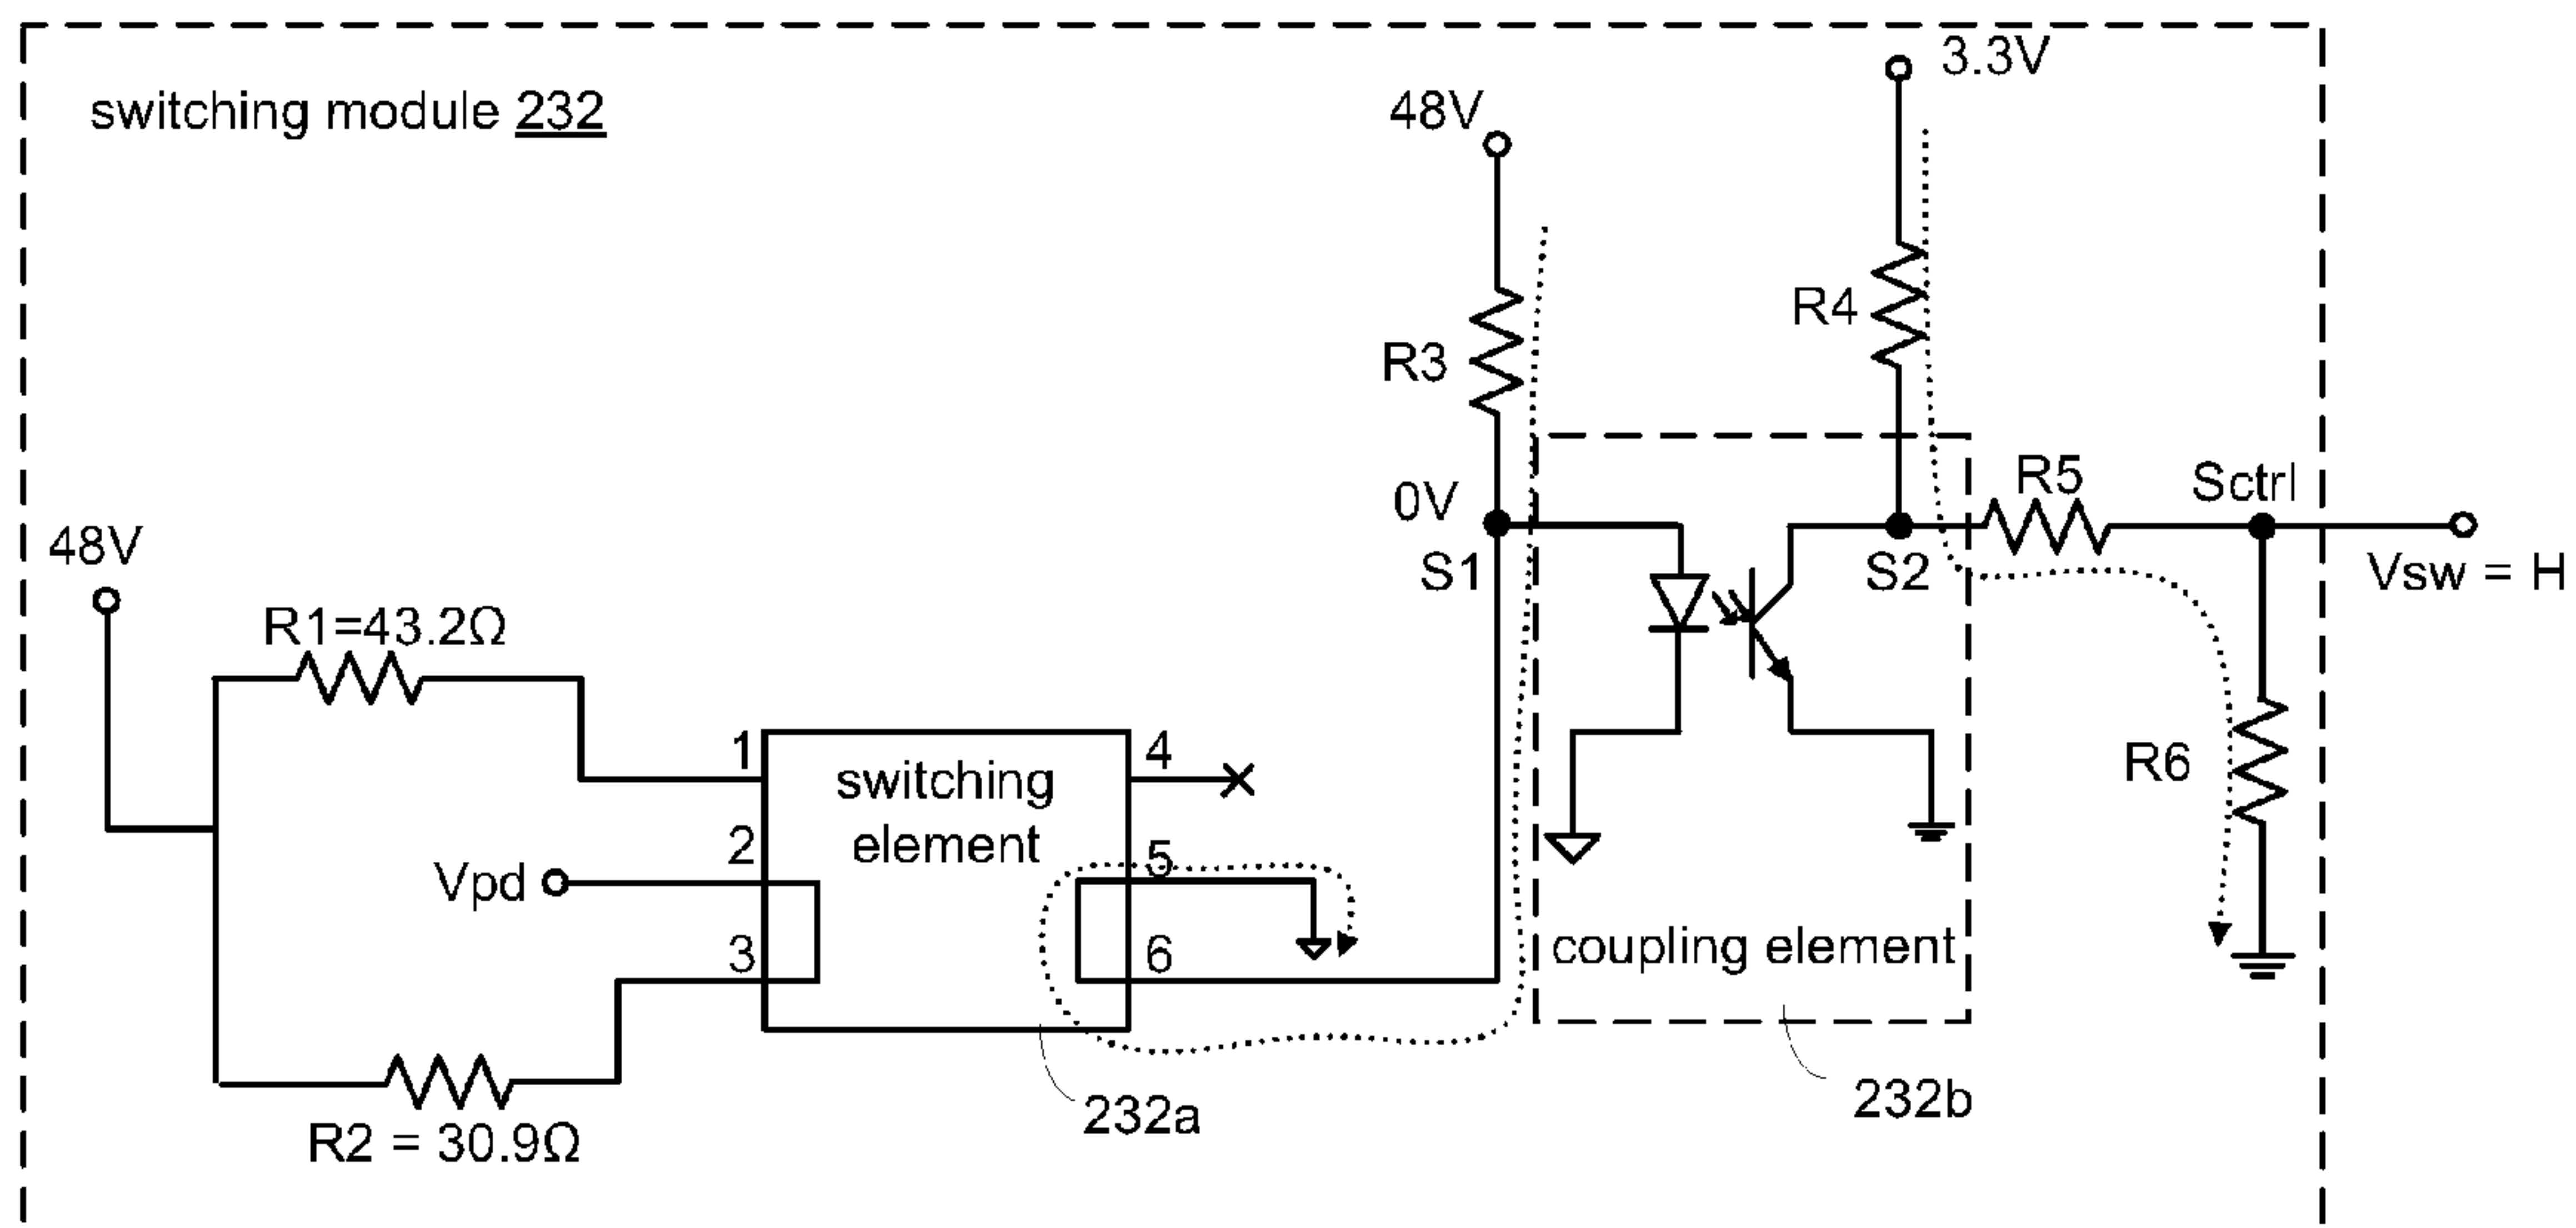 switching module 232
48V
3.3V
R3
R4
0V
S1
S2
R5
Sctrl
Vsw = H
R6
48V
R1=43.2Ω
1
2
3
Vpd
switching
element
4
5
6
R2 = 30.9Ω
232a
coupling element
232b